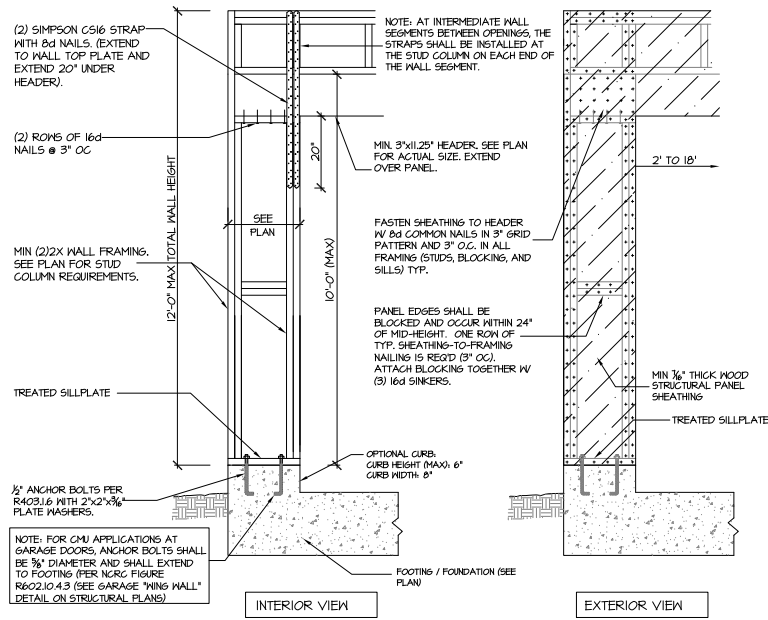 (2) SIMPSON CS16 STRAP
WITH 8d NAILS. (EXTEND
TO WALL TOP PLATE AND
EXTEND 20" UNDER
HEADER).
(2) ROWS OF 16d
NAILS @ 3" OC
12'-0" MAX TOTAL WALL HEIGHT
MIN (2)2X WALL FRAMING.
SEE PLAN FOR STUD
COLUMN REQUIREMENTS.
TREATED SILLPLATE
½" ANCHOR BOLTS PER
R403.1.6 WITH 2"x2"x3/16"
PLATE WASHERS.
NOTE: FOR CMU APPLICATIONS AT
GARAGE DOORS, ANCHOR BOLTS SHALL
BE ⅝" DIAMETER AND SHALL EXTEND
TO FOOTING (PER NCRC FIGURE
R602.10.4.3 (SEE GARAGE "WING WALL"
DETAIL ON STRUCTURAL PLANS)
SEE
PLAN
20"
10'-0" (MAX)
NOTE: AT INTERMEDIATE WALL
SEGMENTS BETWEEN OPENINGS, THE
STRAPS SHALL BE INSTALLED AT
THE STUD COLUMN ON EACH END OF
THE WALL SEGMENT.
MIN. 3"x11.25" HEADER. SEE PLAN
FOR ACTUAL SIZE. EXTEND
OVER PANEL.
FASTEN SHEATHING TO HEADER
W/ 8d COMMON NAILS IN 3" GRID
PATTERN AND 3" O.C. IN ALL
FRAMING (STUDS, BLOCKING, AND
SILLS) TYP.
PANEL EDGES SHALL BE
BLOCKED AND OCCUR WITHIN 24"
OF MID-HEIGHT. ONE ROW OF
TYP. SHEATHING-TO-FRAMING
NAILING IS REQ'D (3" OC).
ATTACH BLOCKING TOGETHER W/
(3) 16d SINKERS.
OPTIONAL CURB:
CURB HEIGHT (MAX): 6"
CURB WIDTH: 8"
FOOTING / FOUNDATION (SEE
PLAN)
INTERIOR VIEW
2' TO 18'
MIN 7/16" THICK WOOD
STRUCTURAL PANEL
SHEATHING
TREATED SILLPLATE
EXTERIOR VIEW